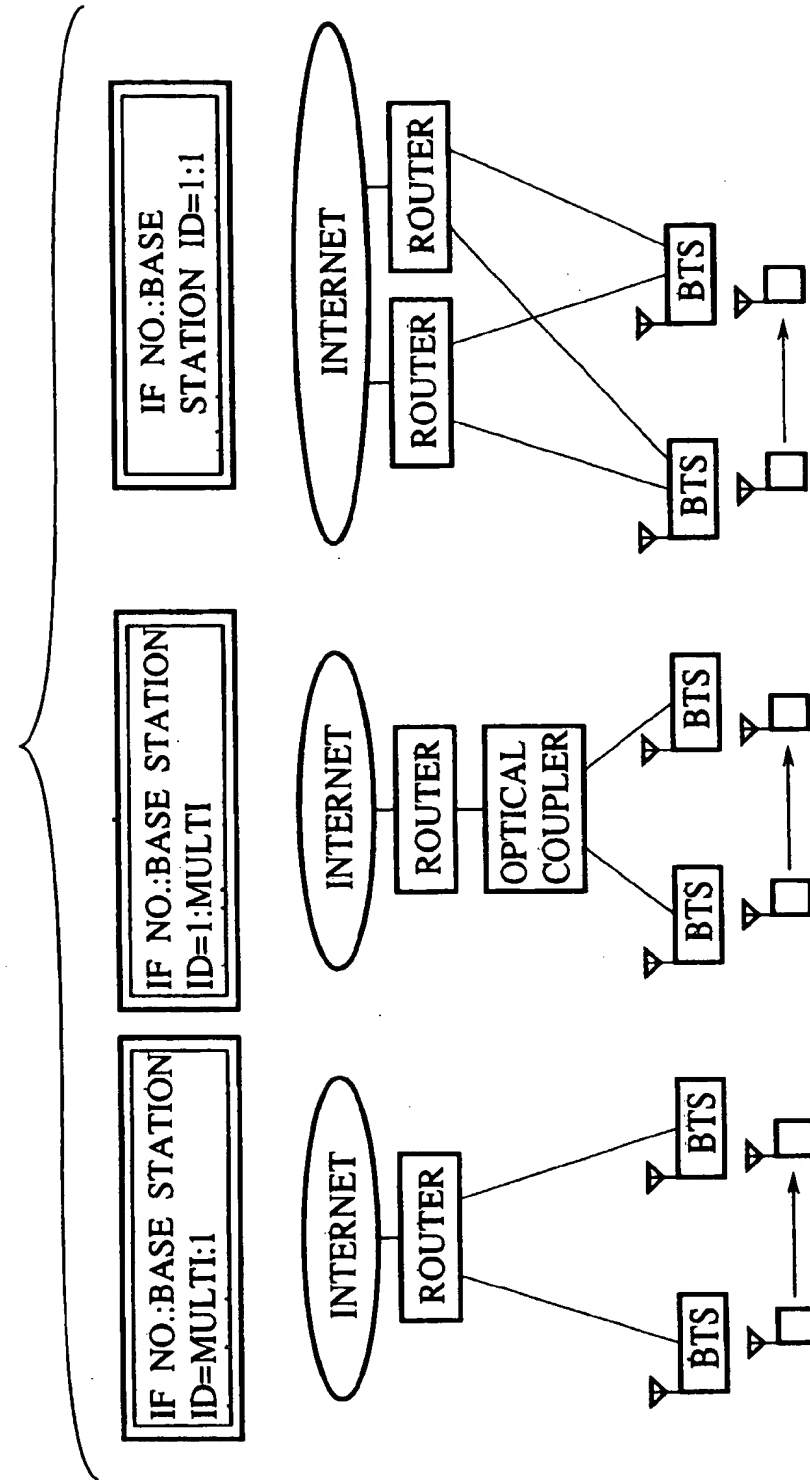 IF NO.:BASE STATION
ID=MULTI:1
INTERNET
ROUTER
BTS
BTS
IF NO.:BASE STATION
ID=1:MULTI
INTERNET
ROUTER
OPTICAL
COUPLER
BTS
BTS
IF NO.:BASE
STATION ID=1:1
INTERNET
ROUTER
ROUTER
BTS
BTS